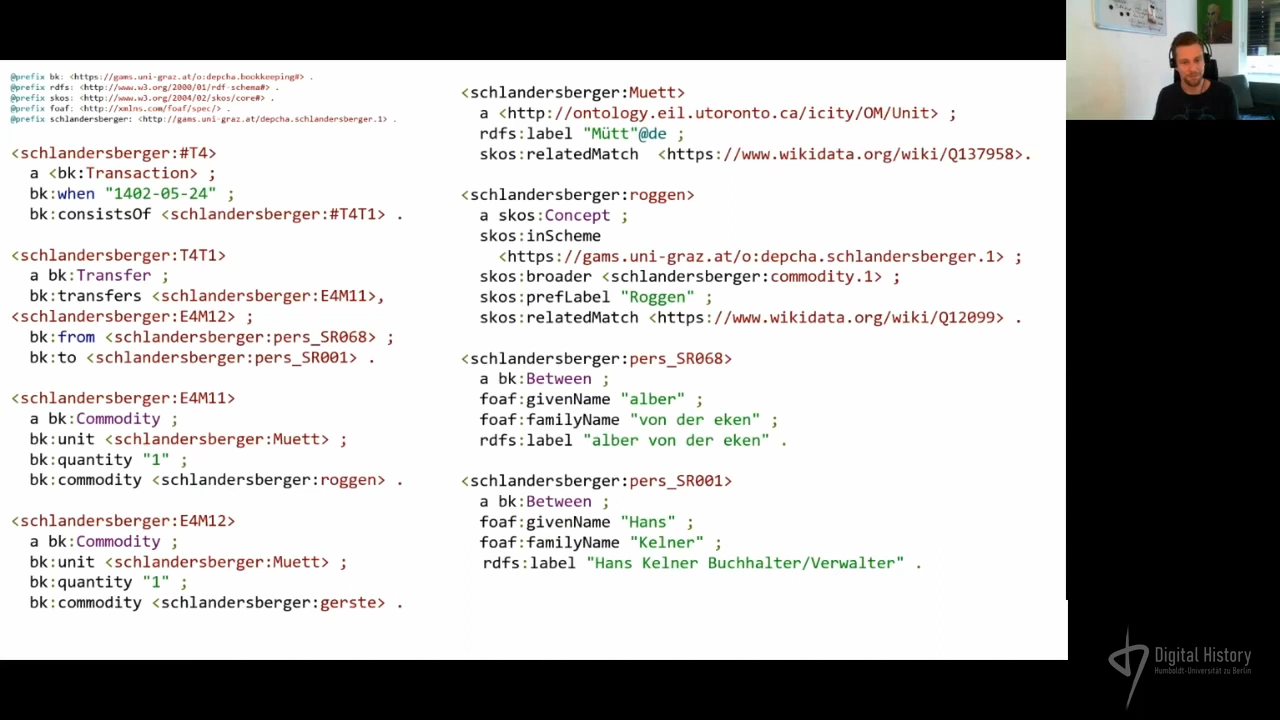 @prefix bk: <https://gams.uni-graz.at/o:depcha.bookkeeping#> .
@prefix rdfs: <http://www.w3.org/2000/01/rdf-schema#> .
@prefix skos: <http://www.w3.org/2004/02/skos/core#> .
@prefix foaf: <http://xmlns.com/foaf/spec/> .
@prefix schlandersberger: <http://gams.uni-graz.at/depcha.schlandersberger.1> .
<schlandersberger:#T4>
a <bk:Transaction> ;
bk:when "1402-05-24" ;
bk:consistsOf <schlandersberger:#T4T1> .
<schlandersberger:T4T1>
a bk:Transfer ;
bk:transfers <schlandersberger:E4M11>,
<schlandersberger:E4M12> ;
bk:from <schlandersberger:pers_SR068> ;
bk:to <schlandersberger:pers_SR001> .
<schlandersberger:E4M11>
a bk:Commodity ;
bk:unit <schlandersberger:Muett> ;
bk:quantity "1" ;
bk:commodity <schlandersberger:roggen> .
<schlandersberger:E4M12>
a bk:Commodity ;
bk:unit <schlandersberger:Muett> ;
bk:quantity "1" ;
bk:commodity <schlandersberger:gerste> .
<schlandersberger:Muett>
a <http://ontology.eil.utoronto.ca/icity/OM/Unit> ;
rdfs:label "Mütt"@de ;
skos:relatedMatch <https://www.wikidata.org/wiki/Q137958>.
<schlandersberger:roggen>
a skos:Concept ;
skos:inScheme
<https://gams.uni-graz.at/o:depcha.schlandersberger.1> ;
skos:broader <schlandersberger:commodity.1> ;
skos:prefLabel "Roggen" ;
skos:relatedMatch <https://www.wikidata.org/wiki/Q12099> .
<schlandersberger:pers_SR068>
a bk:Between ;
foaf:givenName "alber" ;
foaf:familyName "von der eken" ;
rdfs:label "alber von der eken" .
<schlandersberger:pers_SR001>
a bk:Between ;
foaf:givenName "Hans" ;
foaf:familyName "Kelner" ;
rdfs:label "Hans Kelner Buchhalter/Verwalter" .
Digital History
Humboldt-Universität zu Berlin